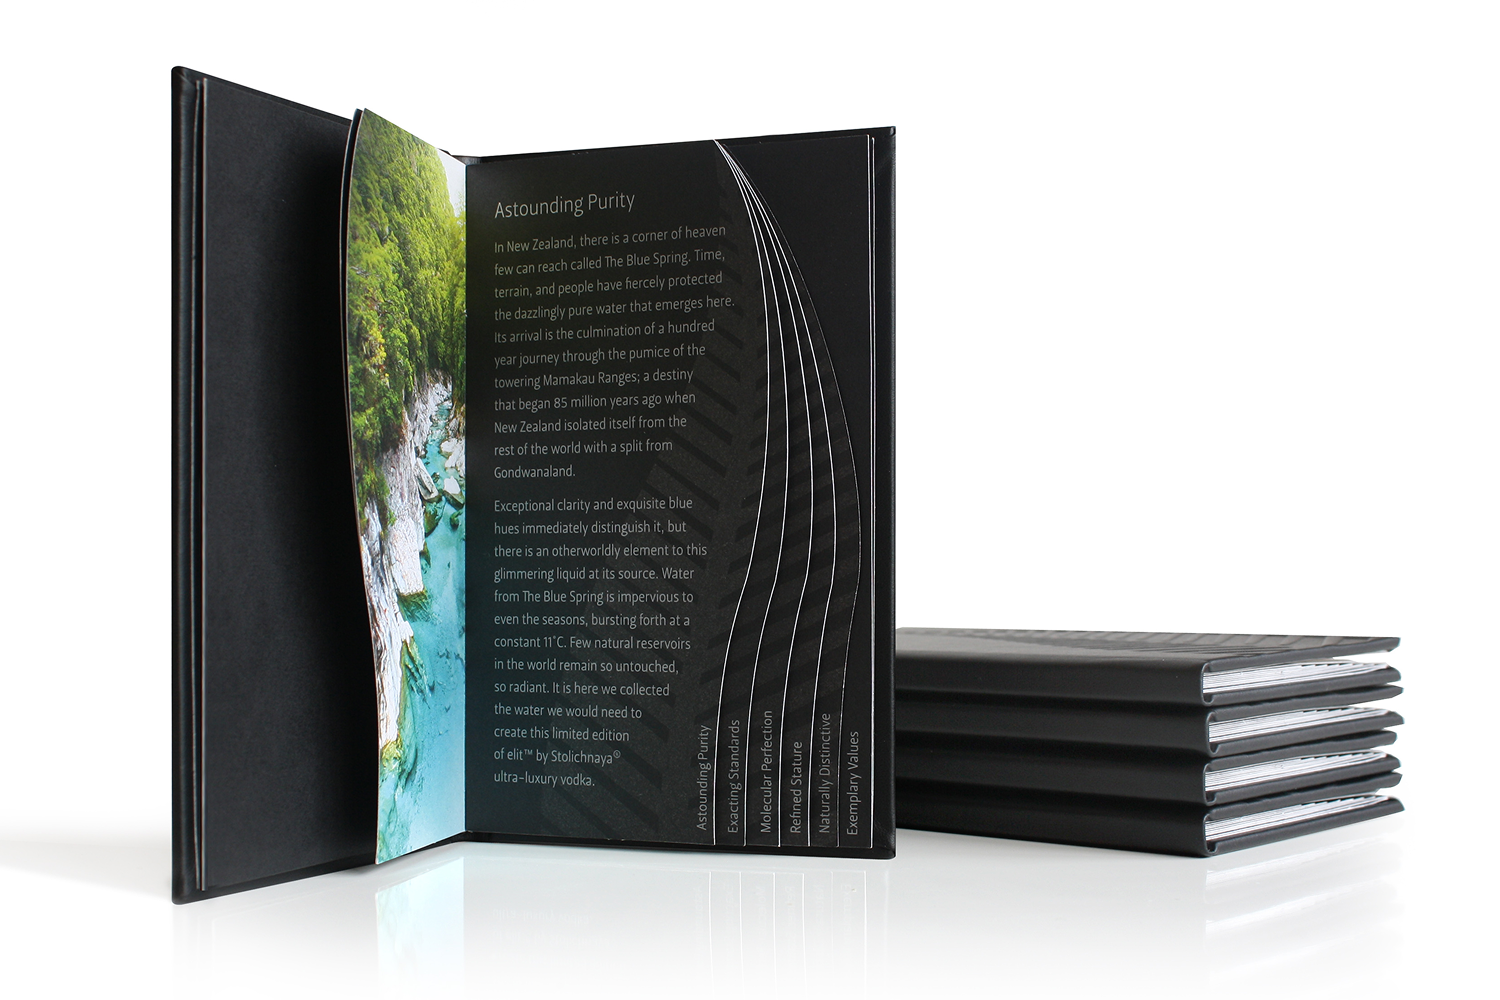 Astounding Purity
In New Zealand, there is a corner of heaven
few can reach called The Blue Spring. Time,
terrain, and people have fiercely protected
the dazzlingly pure water that emerges here.
Its arrival is the culmination of a hundred
year journey through the pumice of the
towering Mamakau Ranges; a destiny
that began 85 million years ago when
New Zealand isolated itself from the
rest of the world with a split from
Gondwanaland.
Exceptional clarity and exquisite blue
hues immediately distinguish it, but
there is an otherworldly element to this
glimmering liquid at its source. Water
from The Blue Spring is impervious to
even the seasons, bursting forth at a
constant 11°C. Few natural reservoirs
in the world remain so untouched,
so radiant. It is here we collected
the water we would need to
create this limited edition
of elit™ by Stolichnaya®
ultra-luxury vodka.
Astounding Purity
Exacting Standards
Molecular Perfection
Refined Stature
Naturally Distinctive
Exemplary Values